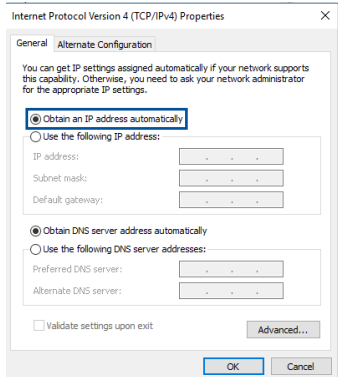 Internet Protocol Version 4 (TCP/IPv4) Properties
General Alternate Configuration
You can get IP settings assigned automatically if your network supports
this capability. Otherwise, you need to ask your network administrator
for the appropriate IP settings.
Obtain an IP address automatically
Use the following IP address:
IP address:
Subnet mask:
Default gateway:
Obtain DNS server address automatically
Use the following DNS server addresses:
Preferred DNS server:
Alternate DNS server:
Validate settings upon exit
Advanced...
OK Cancel